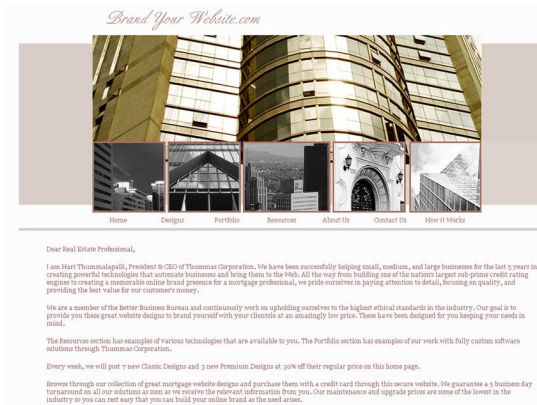 Brand Your Website.com
Home Designs Portfolio Resources About Us Contact Us How it Works
Dear Real Estate Professional,
I am Hari Thummalapalli, President & CEO of Thummas Corporation. We have been successfully helping small, medium, and large businesses for the last 5 years in
creating powerful technologies that automate businesses and bring them to the Web. All the way from building one of the nation's largest sub-prime credit rating
engines to creating a memorable online brand presence for a mortgage professional, we pride ourselves in paying attention to detail, focusing on quality, and
providing the best value for our customer's money.
We are a member of the Better Business Bureau and continuously work on upholding ourselves to the highest ethical standards in the industry. Our goal is to
provide you these great website designs to brand yourself with your clientele at an amazingly low price. These have been designed for you keeping your needs in
mind.
The Resources section has examples of various technologies that are available to you. The Portfolio section has examples of our work with fully custom software
solutions through Thummas Corporation.
Every week, we will post 7 new Classic Designs and 3 new Premium Designs at 30% off their regular price on this home page.
Browse through our collection of great mortgage website designs and purchase them with a credit card through this secure website. We guarantee a 5 business day
turnaround on all our solutions as soon as we receive the relevant information from you. Our maintenance and upgrade prices are some of the lowest in the
industry so you can rest easy that you can build your online brand as the need arises.